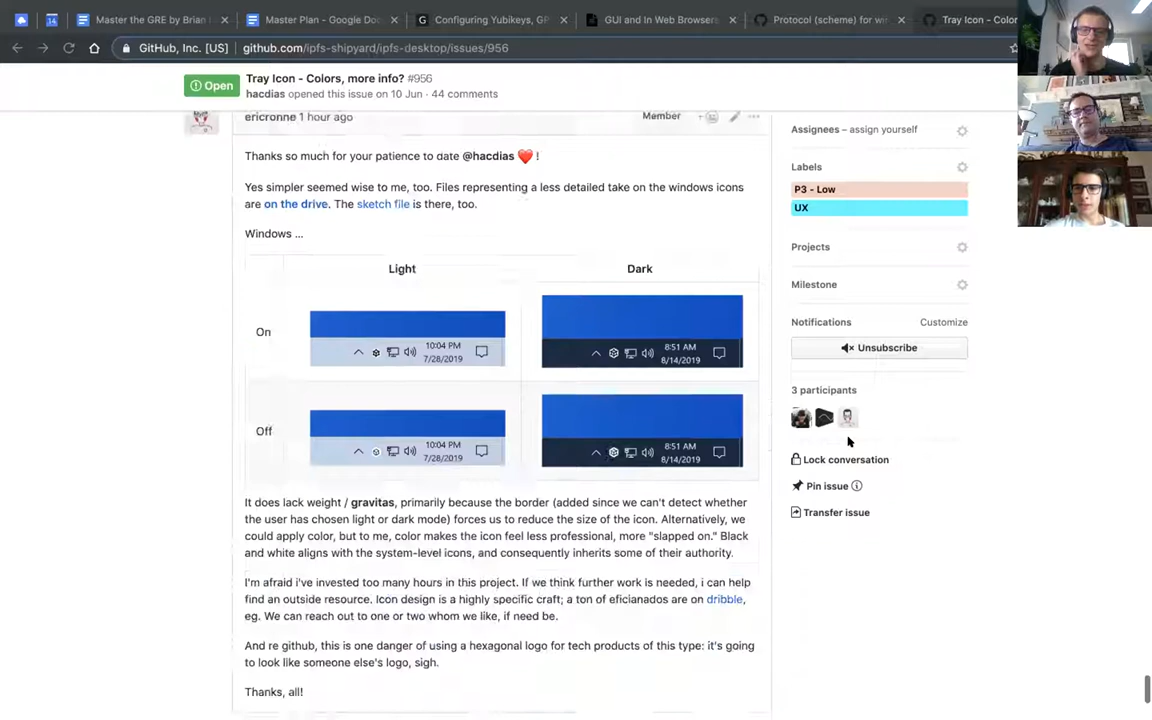 Master the GRE by Brian
Master Plan - Google Do
Configuring Yubikeys, GP
GUI and In Web Browsers
Protocol (scheme) for wi
Tray Icon - Colo
14
GitHub, Inc. [US] github.com/ipfs-shipyard/ipfs-desktop/issues/956
Open
Tray Icon - Colors, more info? #956
hacdias opened this issue on 10 Jun · 44 comments
ericronne 1 hour ago
Member
Thanks so much for your patience to date @hacdias ❤️ !
Yes simpler seemed wise to me, too. Files representing a less detailed take on the windows icons
are on the drive. The sketch file is there, too.
Windows ...
Light Dark
On
10:04 PM
7/28/2019
8:51 AM
8/14/2019
Off
10:04 PM
7/28/2019
8:51 AM
8/14/2019
It does lack weight / gravitas, primarily because the border (added since we can't detect whether
the user has chosen light or dark mode) forces us to reduce the size of the icon. Alternatively, we
could apply color, but to me, color makes the icon feel less professional, more "slapped on." Black
and white aligns with the system-level icons, and consequently inherits some of their authority.
I'm afraid i've invested too many hours in this project. If we think further work is needed, i can help
find an outside resource. Icon design is a highly specific craft; a ton of eficianados are on dribble,
eg. We can reach out to one or two whom we like, if need be.
And re github, this is one danger of using a hexagonal logo for tech products of this type: it's going
to look like someone else's logo, sigh.
Thanks, all!
Assignees – assign yourself
Labels
P3 - Low
UX
Projects
Milestone
Notifications Customize
Unsubscribe
3 participants
Lock conversation
Pin issue
Transfer issue